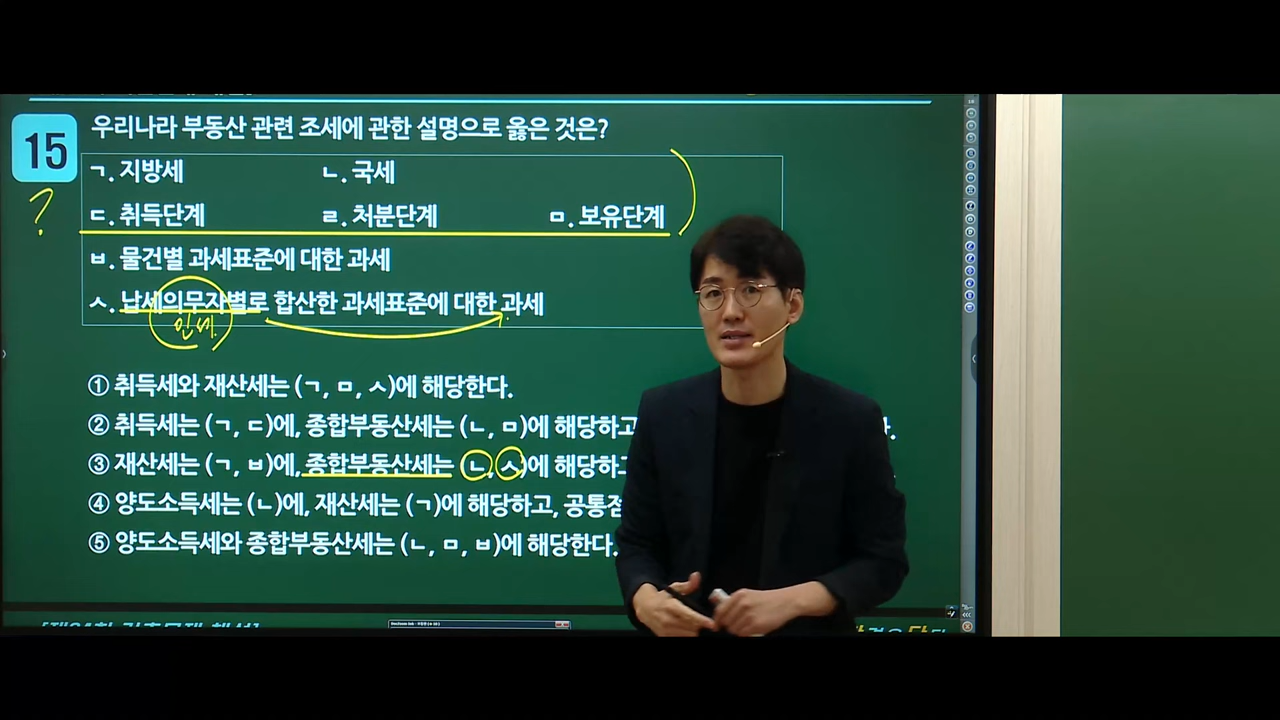 15 우리나라 부동산 관련 조세에 관한 설명으로 옳은 것은?
ㄱ. 지방세 ㄴ. 국세
ㄷ. 취득단계 ㄹ. 처분단계 ㅁ. 보유단계
?
ㅂ. 물건별 과세표준에 대한 과세
ㅅ. 납세의무자별로 합산한 과세표준에 대한 과세
인세
① 취득세와 재산세는 (ㄱ, ㅁ, ㅅ)에 해당한다.
② 취득세는 (ㄱ, ㄷ)에, 종합부동산세는 (ㄴ, ㅁ)에 해당하고
③ 재산세는 (ㄱ, ㅂ)에, 종합부동산세는 (ㄴ, ㅅ)에 해당하고
④ 양도소득세는 (ㄴ)에, 재산세는 (ㄱ)에 해당하고, 공통점
⑤ 양도소득세와 종합부동산세는 (ㄴ, ㅁ, ㅂ)에 해당한다.